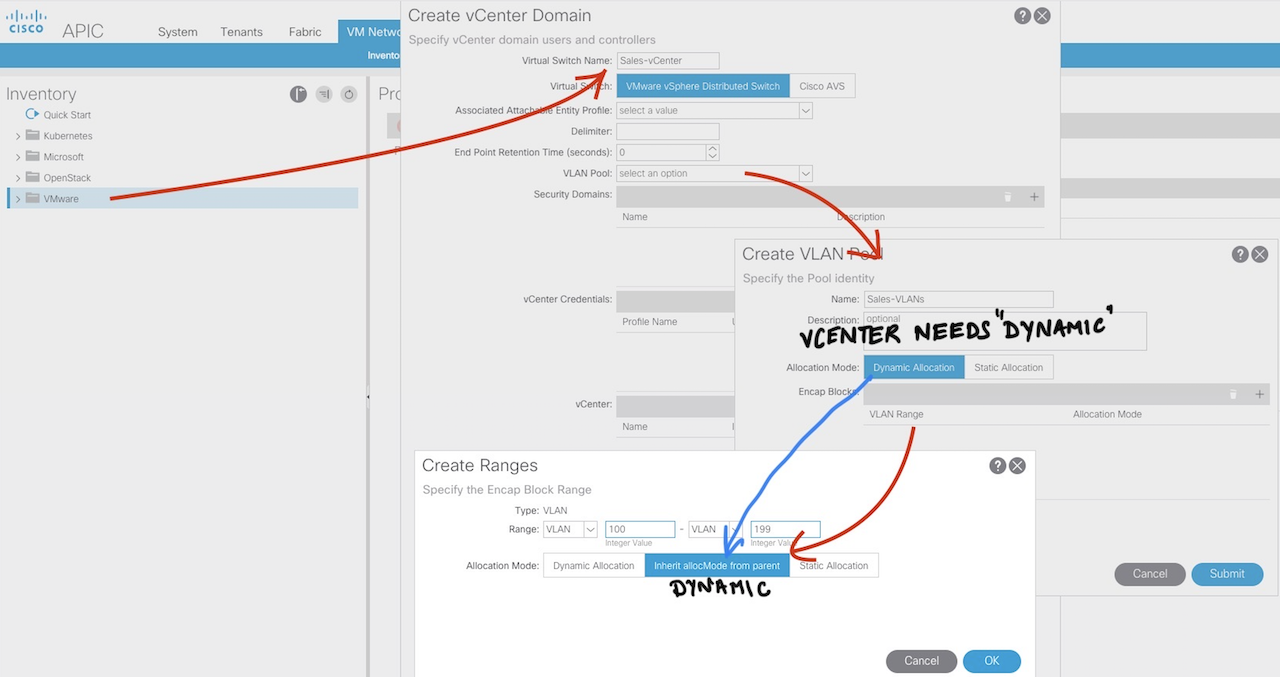 cisco APIC
System Tenants Fabric VM Netwo
Invento
Inventory
Quick Start
Kubernetes
Microsoft
OpenStack
VMware
Create vCenter Domain
Specify vCenter domain users and controllers
Virtual Switch Name: Sales-vCenter
Virtual Switch: VMware vSphere Distributed Switch Cisco AVS
Associated Attachable Entity Profile: select a value
Delimiter:
End Point Retention Time (seconds): 0
VLAN Pool: select an option
Security Domains:
Name Description
vCenter Credentials:
Profile Name
vCenter:
Name
Create VLAN Pool
Specify the Pool identity
Name: Sales-VLANs
Description: optional
VCENTER NEEDS "DYNAMIC"
Allocation Mode: Dynamic Allocation Static Allocation
Encap Blocks:
VLAN Range Allocation Mode
Cancel Submit
Create Ranges
Specify the Encap Block Range
Type: VLAN
Range: VLAN 100 - VLAN 199
Integer Value Integer Value
Allocation Mode: Dynamic Allocation Inherit allocMode from parent Static Allocation
DYNAMIC
Cancel OK